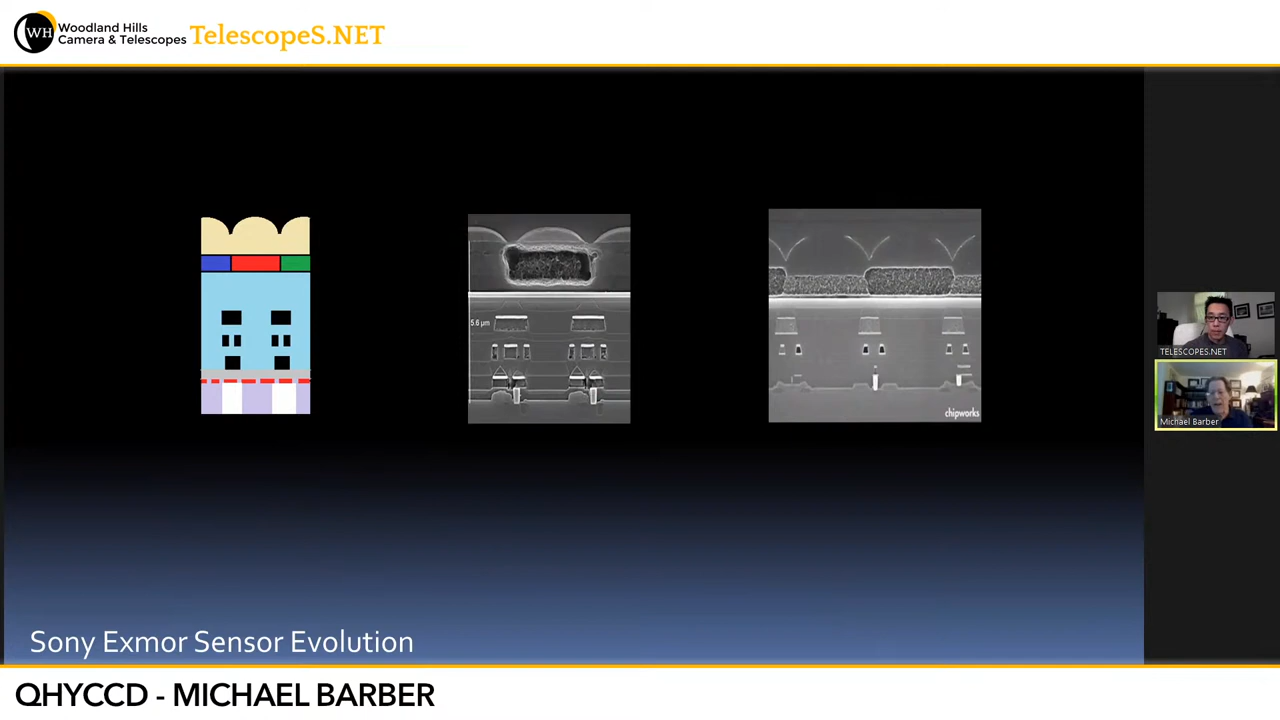 WH
Woodland Hills
Camera & Telescopes
TelescopeS.NET
5.6 µm
chipworks
TELESCOPES.NET
Michael Barber
Sony Exmor Sensor Evolution
QHYCCD - MICHAEL BARBER